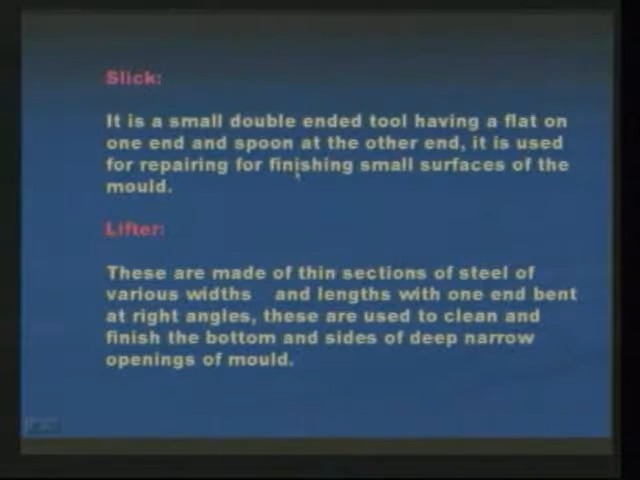 Slick:
It is a small double ended tool having a flat on
one end and spoon at the other end, it is used
for repairing for finishing small surfaces of the
mould.
Lifter:
These are made of thin sections of steel of
various widths and lengths with one end bent
at right angles, these are used to clean and
finish the bottom and sides of deep narrow
openings of mould.